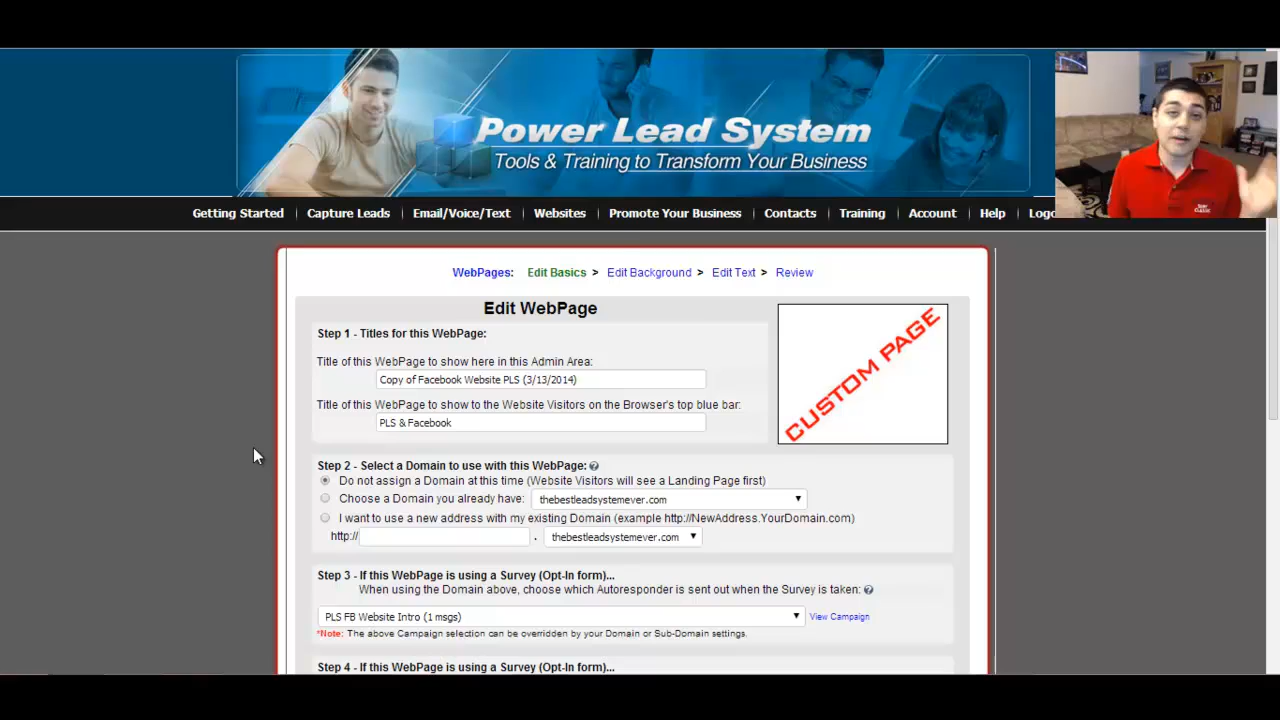 Power Lead System
Tools & Training to Transform Your Business
Getting Started
Capture Leads
Email/Voice/Text
Websites
Promote Your Business
Contacts
Training
Account
Help
WebPages: Edit Basics > Edit Background > Edit Text > Review
Edit WebPage
CUSTOM PAGE
Step 1 - Titles for this WebPage:
Title of this WebPage to show here in this Admin Area:
Copy of Facebook Website PLS (3/13/2014)
Title of this WebPage to show to the Website Visitors on the Browser's top blue bar:
PLS & Facebook
Step 2 - Select a Domain to use with this WebPage:
Do not assign a Domain at this time (Website Visitors will see a Landing Page first)
Choose a Domain you already have: thebestleadsystemever.com
I want to use a new address with my existing Domain (example http://NewAddress.YourDomain.com)
http:// . thebestleadsystemever.com
Step 3 - If this WebPage is using a Survey (Opt-In form)...
When using the Domain above, choose which Autoresponder is sent out when the Survey is taken:
PLS FB Website Intro (1 msgs) View Campaign
*Note: The above Campaign selection can be overridden by your Domain or Sub-Domain settings.
Step 4 - If this WebPage is using a Survey (Opt-In form)...